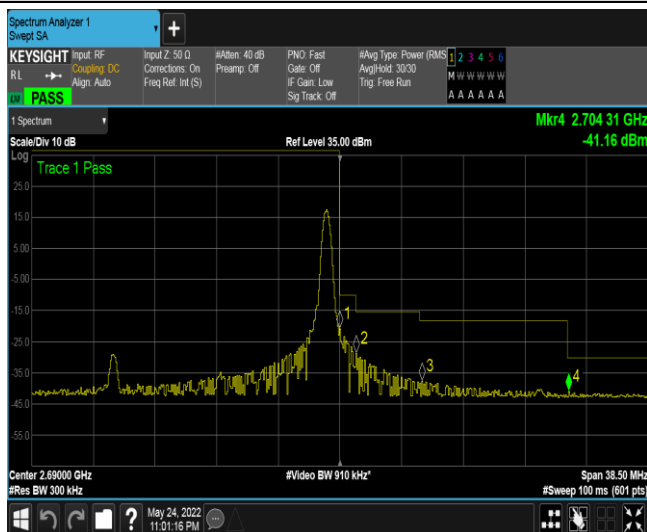 Spectrum Analyzer 1
Swept SA
+
KEYSIGHT Input: RF Input Z: 50 Ω #Atten: 40 dB PNO: Fast #Avg Type: Power (RMS 1 2 3 4 5 6
RL Coupling: DC Corrections: On Preamp: Off Gate: Off Avg|Hold: 30/30 M W W W W W
Align: Auto Freq Ref: Int (S) IF Gain: Low Trig: Free Run
Sig Track: Off A A A A A A
PASS
1 Spectrum Mkr4 2.704 31 GHz
Scale/Div 10 dB Ref Level 35.00 dBm -41.16 dBm
Log
Trace 1 Pass
25.0
15.0
5.00
-5.00
-15.0
1
-25.0
2
-35.0
3
4
-45.0
-55.0
Center 2.69000 GHz #Video BW 910 kHz* Span 38.50 MHz
#Res BW 300 kHz #Sweep 100 ms (601 pts)
? May 24, 2022
11:01:16 PM